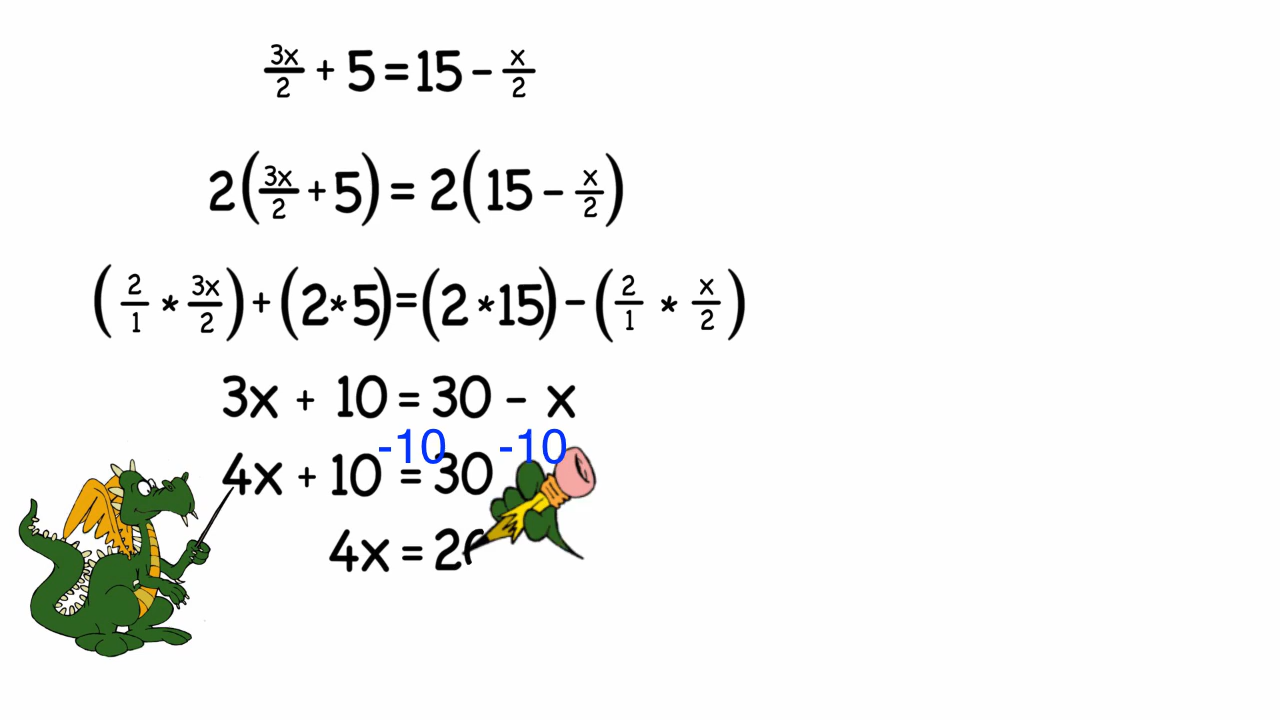 3x/2 + 5 = 15 - x/2
2(3x/2 + 5) = 2(15 - x/2)
(2/1 * 3x/2) + (2*5) = (2*15) - (2/1 * x/2)
3x + 10 = 30 - x
-10 -10
4x + 10 = 30
4x = 2